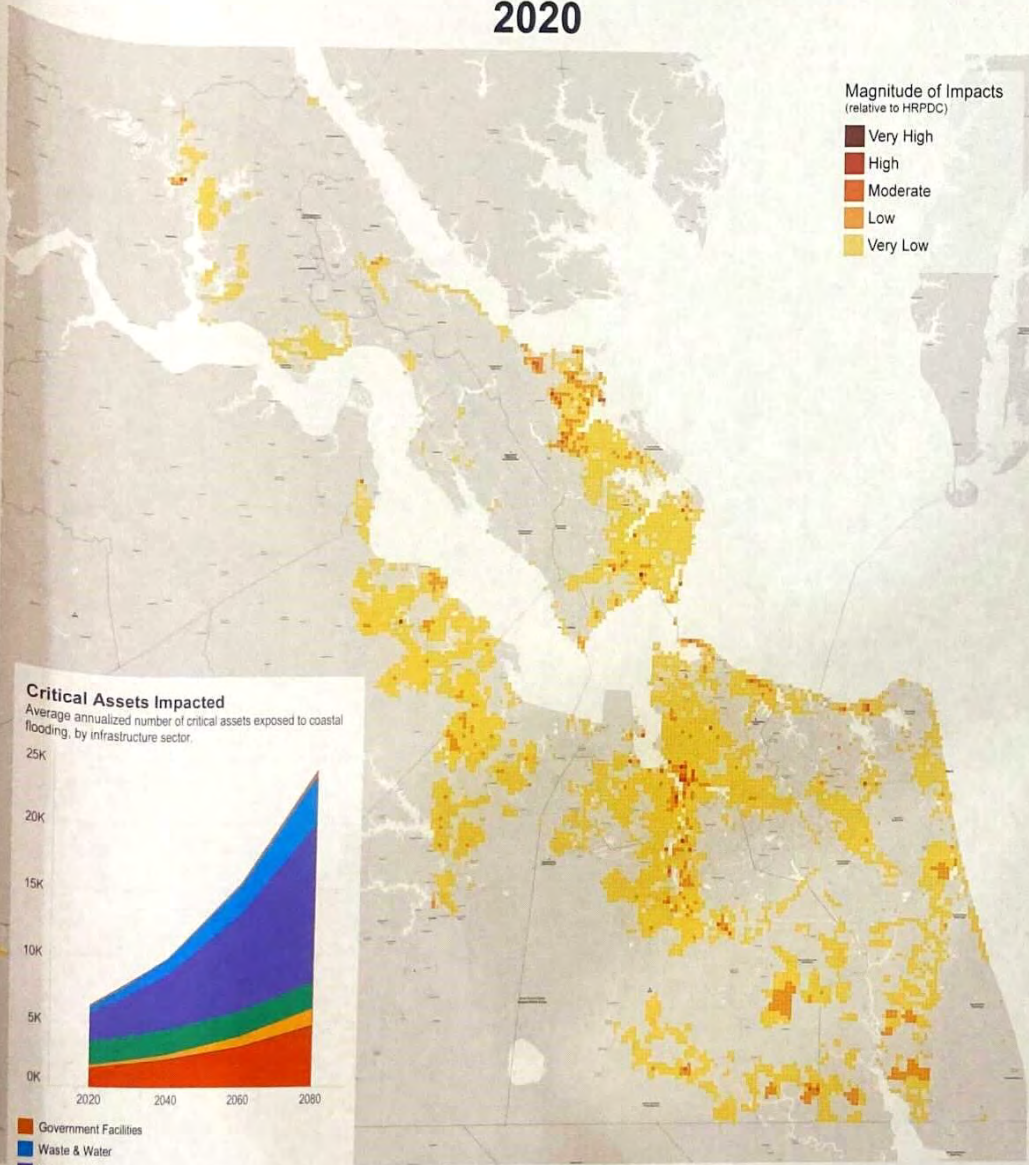 2020
Magnitude of Impacts
(relative to HRPDC)
Very High
High
Moderate
Low
Very Low
Critical Assets Impacted
Average annualized number of critical assets exposed to coastal
flooding, by infrastructure sector.
25K
20K
15K
10K
5K
0K
2020 2040 2060 2080
Government Facilities
Waste & Water